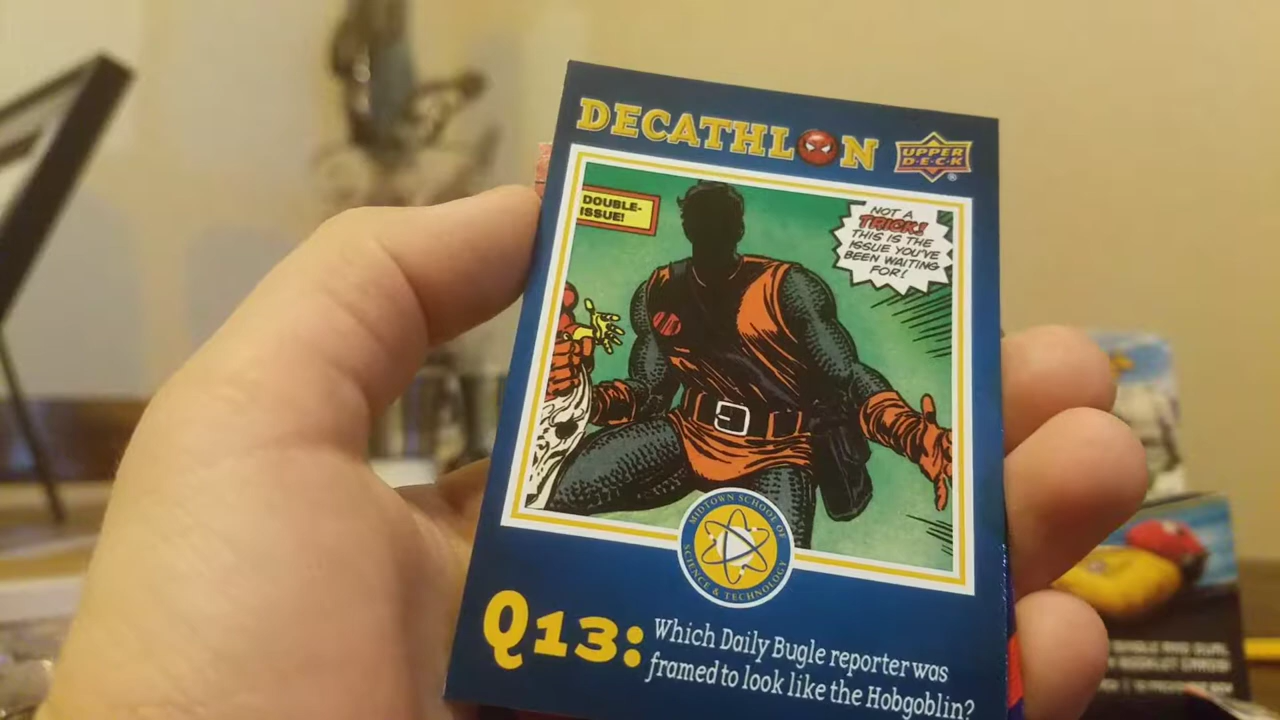 DECATHLON
UPPER
D·E·C·K
®
DOUBLE-
ISSUE!
NOT A
TRICK!
THIS IS THE
ISSUE YOU'VE
BEEN WAITING
FOR!
MIDTOWN SCHOOL OF
SCIENCE & TECHNOLOGY
Q13:
Which Daily Bugle reporter was
framed to look like the Hobgoblin?